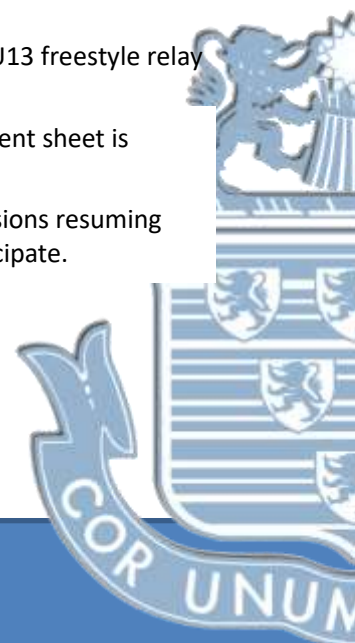 U13 freestyle relay
ent sheet is
sions resuming
cipate.
COR UNUM